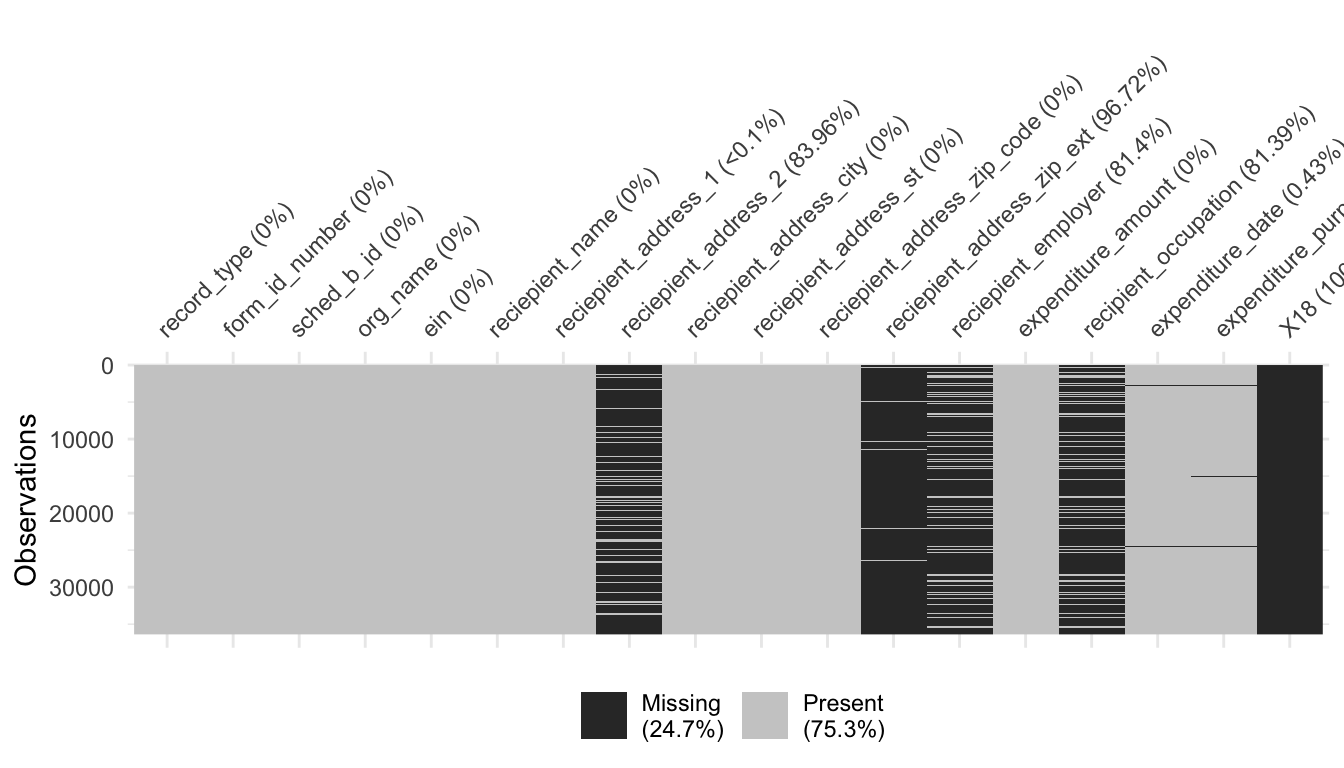 record_type (0%)
form_id_number (0%)
sched_b_id (0%)
org_name (0%)
ein (0%)
reciepient_name (0%)
reciepient_address_1 (<0.1%)
reciepient_address_2 (83.96%)
reciepient_address_city (0%)
reciepient_address_st (0%)
reciepient_address_zip_code (0%)
reciepient_address_zip_ext (96.72%)
reciepient_employer (81.4%)
expenditure_amount (0%)
recipient_occupation (81.39%)
expenditure_date (0.43%)
X18
Observations
0
10000
20000
30000
Missing
(24.7%)
Present
(75.3%)